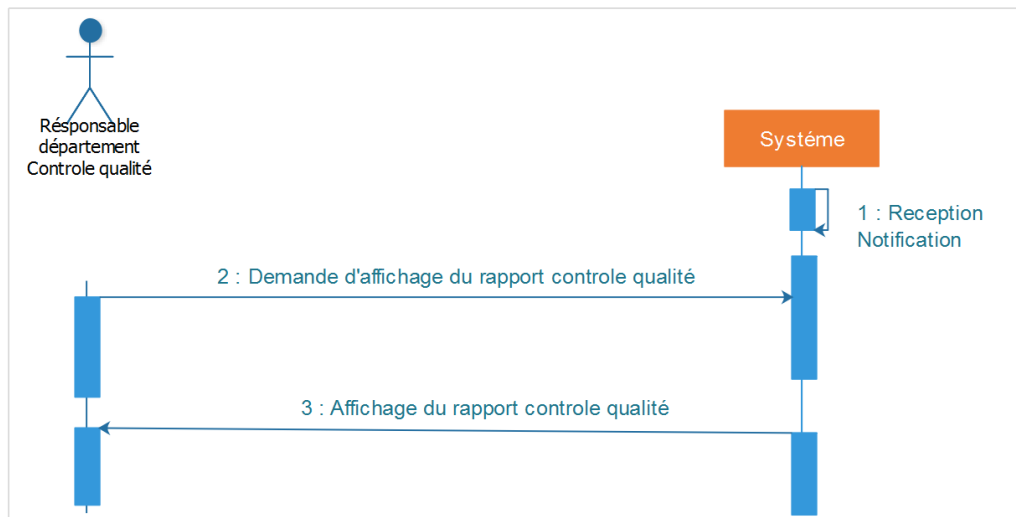 Résponsable
département
Controle qualité
Systéme
1 : Reception
Notification
2 : Demande d'affichage du rapport controle qualité
3 : Affichage du rapport controle qualité